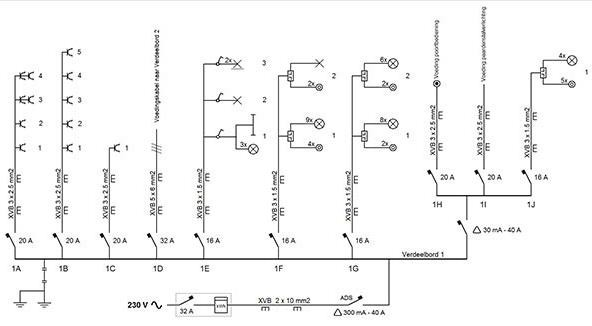 5
4
3
2
1
4
3
2
1
1
Voedingskabel naar Verdeelbord 2
2x
3
2
1
3x
2x
2
9x
4x
1
6x
2x
2
8x
2x
1
Voeding poortbediening
Voeding paardenstalverlichting
4x
5x
1
XVB 3 x 2.5 mm2
XVB 3 x 2.5 mm2
XVB 3 x 2.5 mm2
XVB 5 x 6 mm2
XVB 3 x 1.5 mm2
XVB 3 x 1.5 mm2
XVB 3 x 1.5 mm2
XVB 3 x 2.5 mm2
XVB 3 x 2.5 mm2
XVB 3 x 1.5 mm2
20 A
20 A
16 A
1H
1I
1J
20 A
20 A
20 A
32 A
16 A
16 A
16 A
30 mA - 40 A
Verdeelbord 1
1A
1B
1C
1D
1E
1F
1G
230 V
32 A
kWh
XVB 2 x 10 mm2
ADS
300 mA - 40 A